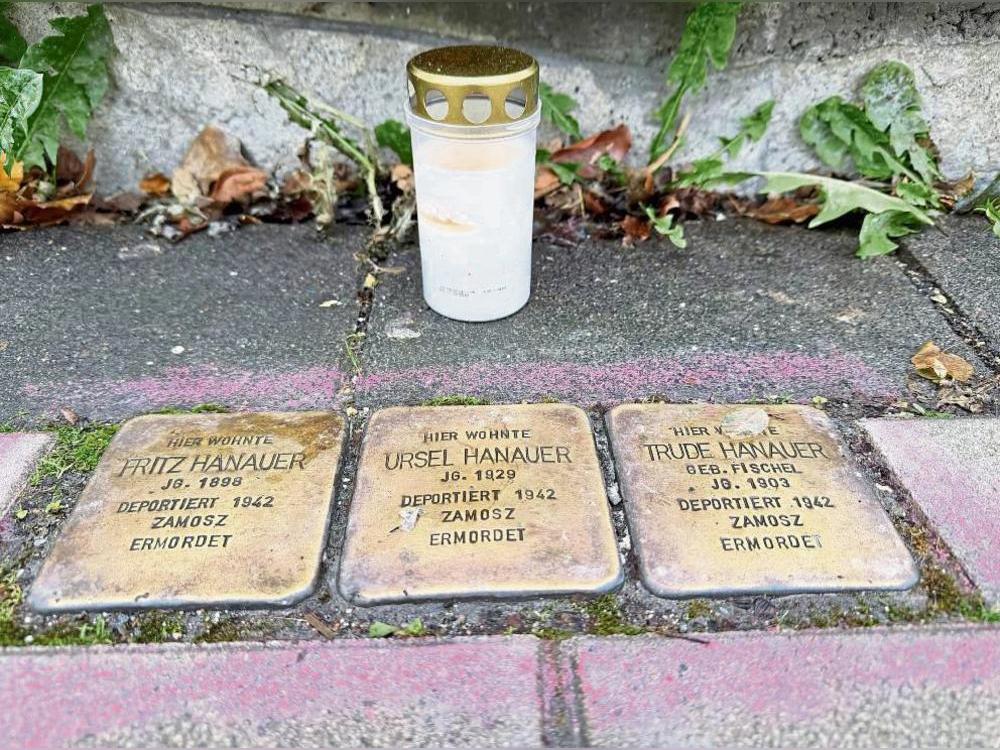 HIER WOHNTE
FRITZ HANAUER
JG. 1898
DEPORTIERT 1942
ZAMOSZ
ERMORDET
HIER WOHNTE
URSEL HANAUER
JG. 1929
DEPORTIERT 1942
ZAMOSZ
ERMORDET
HIER
TRUDE HANAUER
GEB. FISCHEL
JG. 1903
DEPORTIERT 1942
ZAMOSZ
ERMORDET